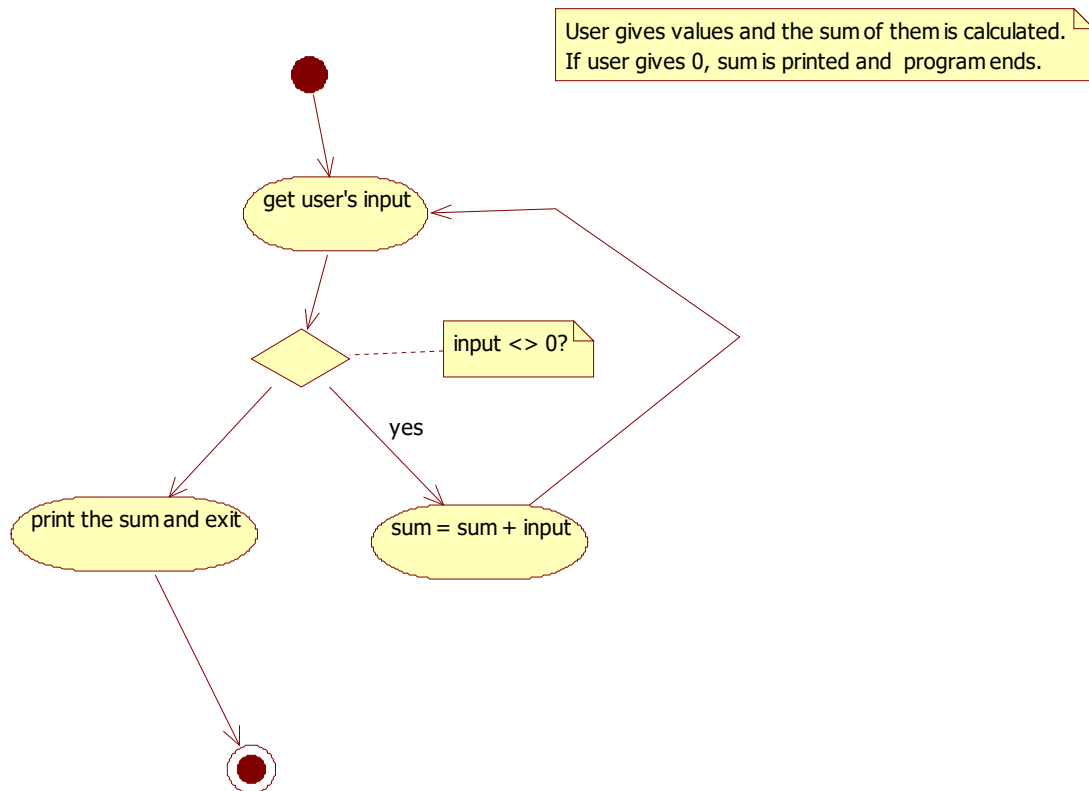 User gives values and the sum of them is calculated.
If user gives 0, sum is printed and program ends.
get user's input
input <> 0?
yes
print the sum and exit
sum = sum + input